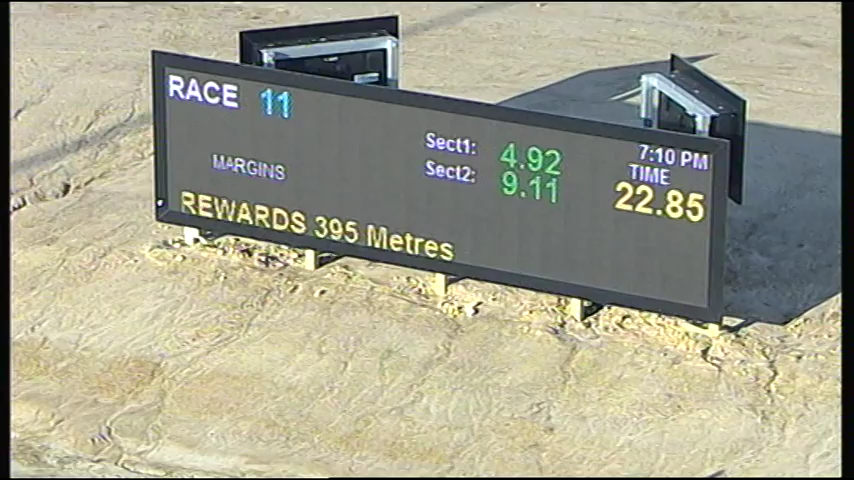 RACE 11
Sect1: 4.92
7:10 PM
MARGINS
Sect2: 9.11
TIME
22.85
REWARDS 395 Metres